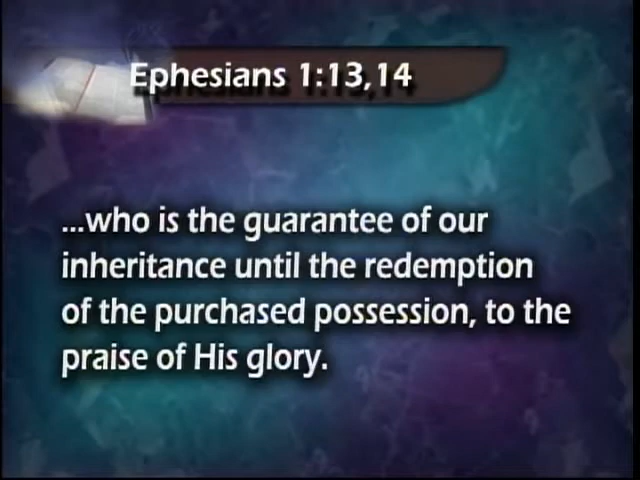 Ephesians 1:13,14
...who is the guarantee of our
inheritance until the redemption
of the purchased possession, to the
praise of His glory.